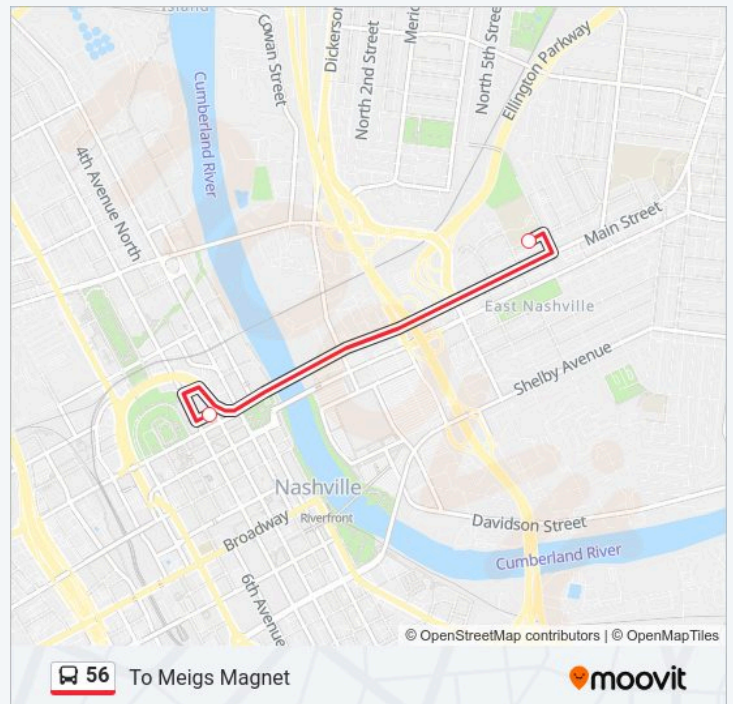 Island
Cowan Street
Dickerson
North 2nd Street
Meric
North 5th Street
Ellington Parkway
Cumberland River
4th Avenue North
Main Street
East Nashville
Shelby Avenue
Nashville
Riverfront
Broadway
Davidson Street
Cumberland River
6th Avenue
© OpenStreetMap contributors | © OpenMapTiles
56 To Meigs Magnet
moovit